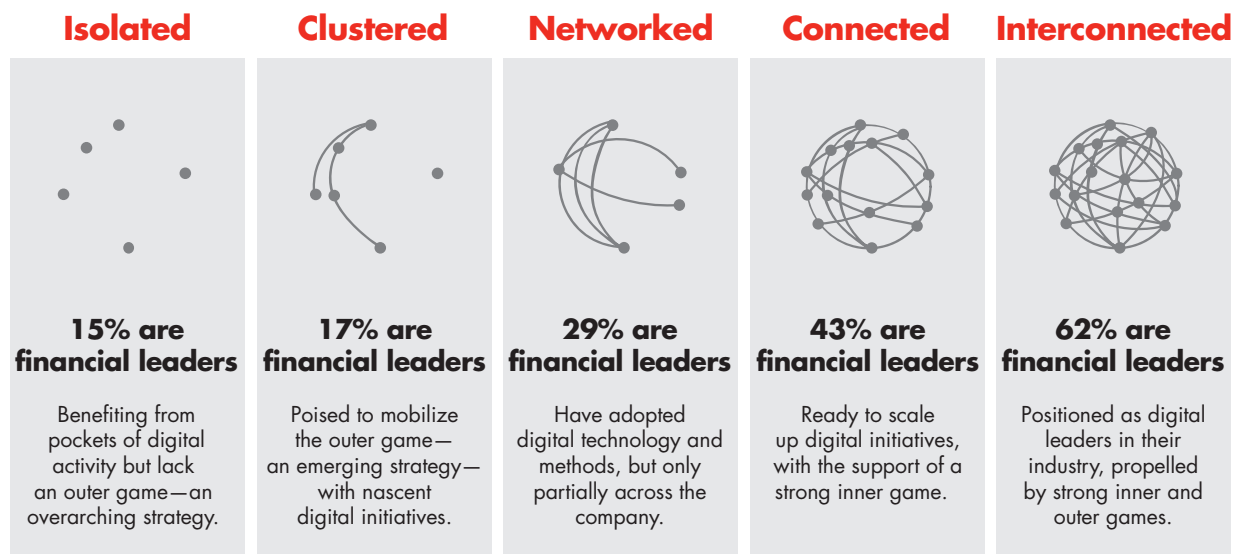 Isolated
15% are
financial leaders
Benefiting from
pockets of digital
activity but lack
an outer game—an
overarching strategy.
Clustered
17% are
financial leaders
Poised to mobilize
the outer game—
an emerging strategy—
with nascent
digital initiatives.
Networked
29% are
financial leaders
Have adopted
digital technology and
methods, but only
partially across the
company.
Connected
43% are
financial leaders
Ready to scale
up digital initiatives,
with the support of a
strong inner game.
Interconnected
62% are
financial leaders
Positioned as digital
leaders in their
industry, propelled
by strong inner and
outer games.